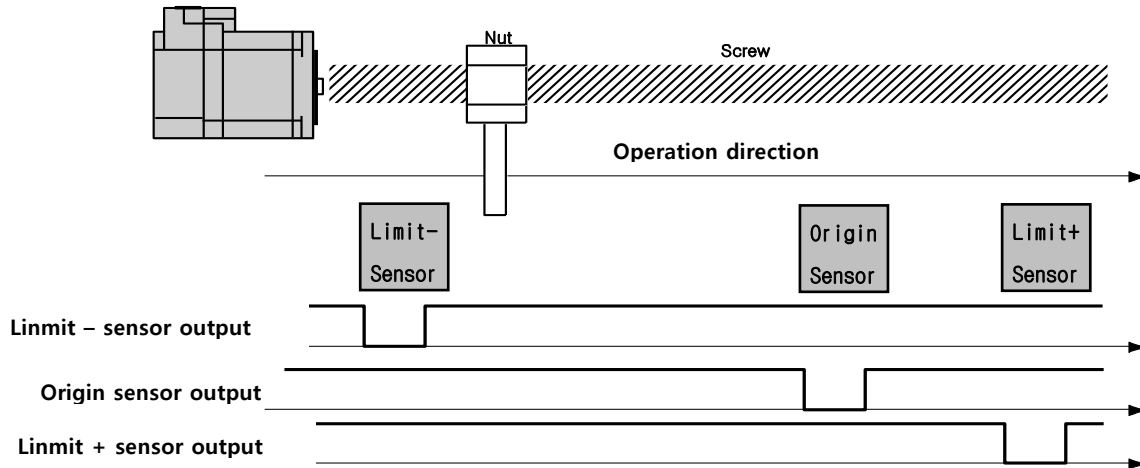 Nut
Screw
Operation direction
Limit-
Sensor
Origin
Sensor
Limit+
Sensor
Linmit – sensor output
Origin sensor output
Linmit + sensor output